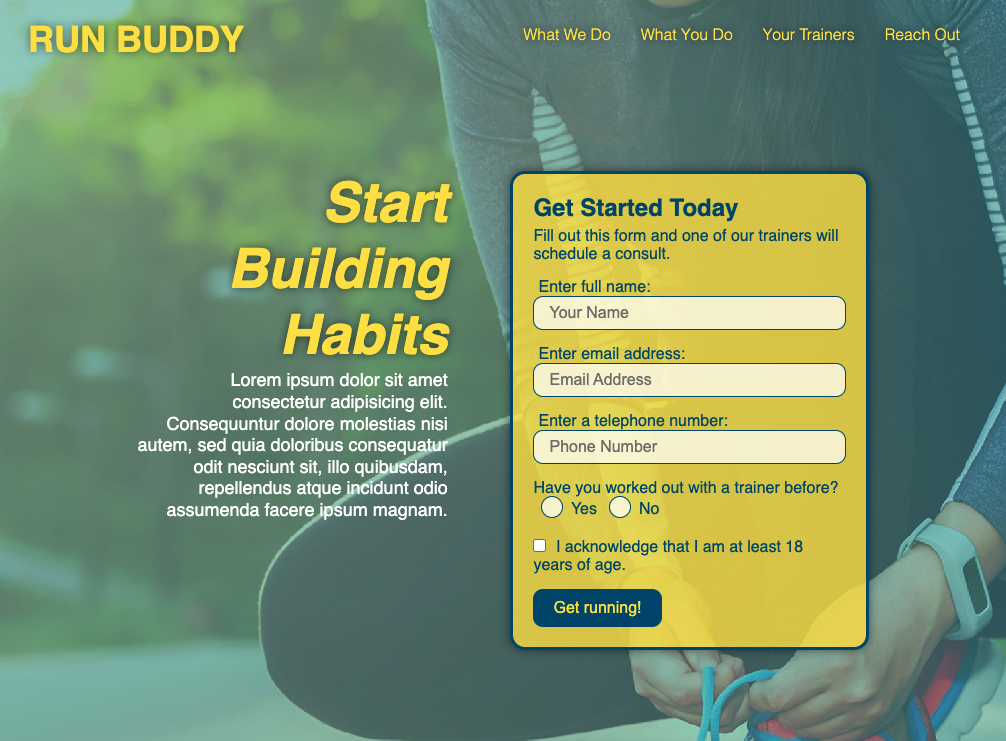 RUN BUDDY
What We Do
What You Do
Your Trainers
Reach Out
Start
Building
Habits
Lorem ipsum dolor sit amet
consectetur adipisicing elit.
Consequuntur dolore molestias nisi
autem, sed quia doloribus consequatur
odit nesciunt sit, illo quibusdam,
repellendus atque incidunt odio
assumenda facere ipsum magnam.
Get Started Today
Fill out this form and one of our trainers will
schedule a consult.
Enter full name:
Your Name
Enter email address:
Email Address
Enter a telephone number:
Phone Number
Have you worked out with a trainer before?
Yes
No
I acknowledge that I am at least 18
years of age.
Get running!